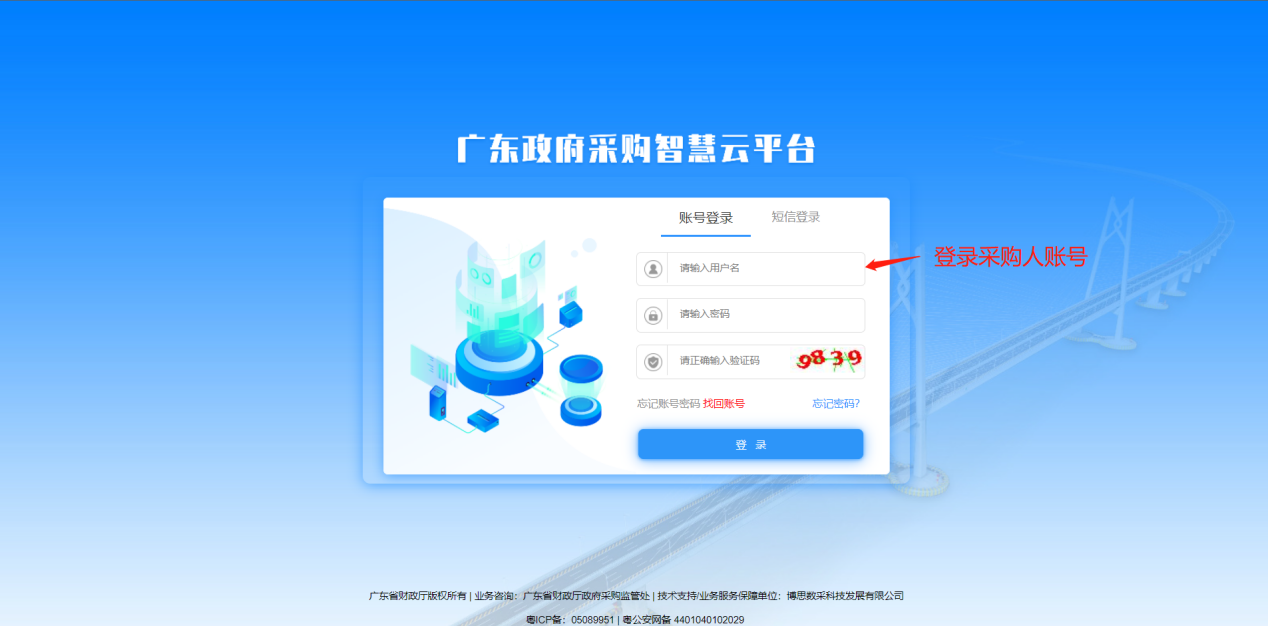 广东政府采购智慧云平台
账号登录 短信登录
请输入用户名
登录采购人账号
请输入密码
请正确输入验证码 9839
忘记账号密码 找回账号 忘记密码?
登 录
广东省财政厅版权所有 | 业务咨询：广东省财政厅政府采购监管处 | 技术支持/业务服务保障单位：博思数采科技发展有限公司
粤ICP备：05089951 | 粤公安网备 4401040102029